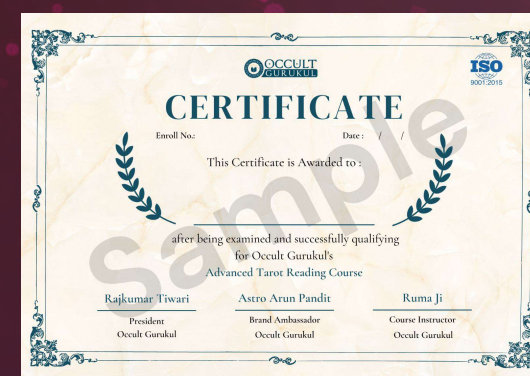 OCCULT
GURUKUL
ISO
9001:2015
CERTIFICATE
Enroll No.: Date : / /
This Certificate is Awarded to :
Sample
after being examined and successfully qualifying
for Occult Gurukul's
Advanced Tarot Reading Course
Rajkumar Tiwari Astro Arun Pandit Ruma Ji
President Brand Ambassador Course Instructor
Occult Gurukul Occult Gurukul Occult Gurukul